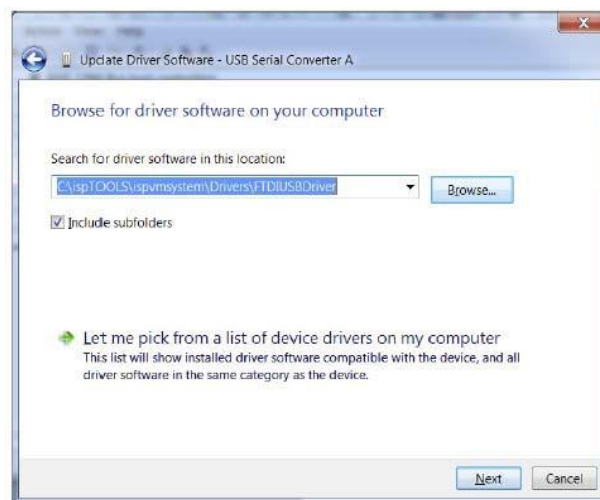 Update Driver Software - USB Serial Converter A
Browse for driver software on your computer
Search for driver software in this location:
C:\ispTOOLS\ispvmsystem\Drivers\FTDIUSBDriver
Browse...
Include subfolders
Let me pick from a list of device drivers on my computer
This list will show installed driver software compatible with the device, and all
driver software in the same category as the device.
Next
Cancel